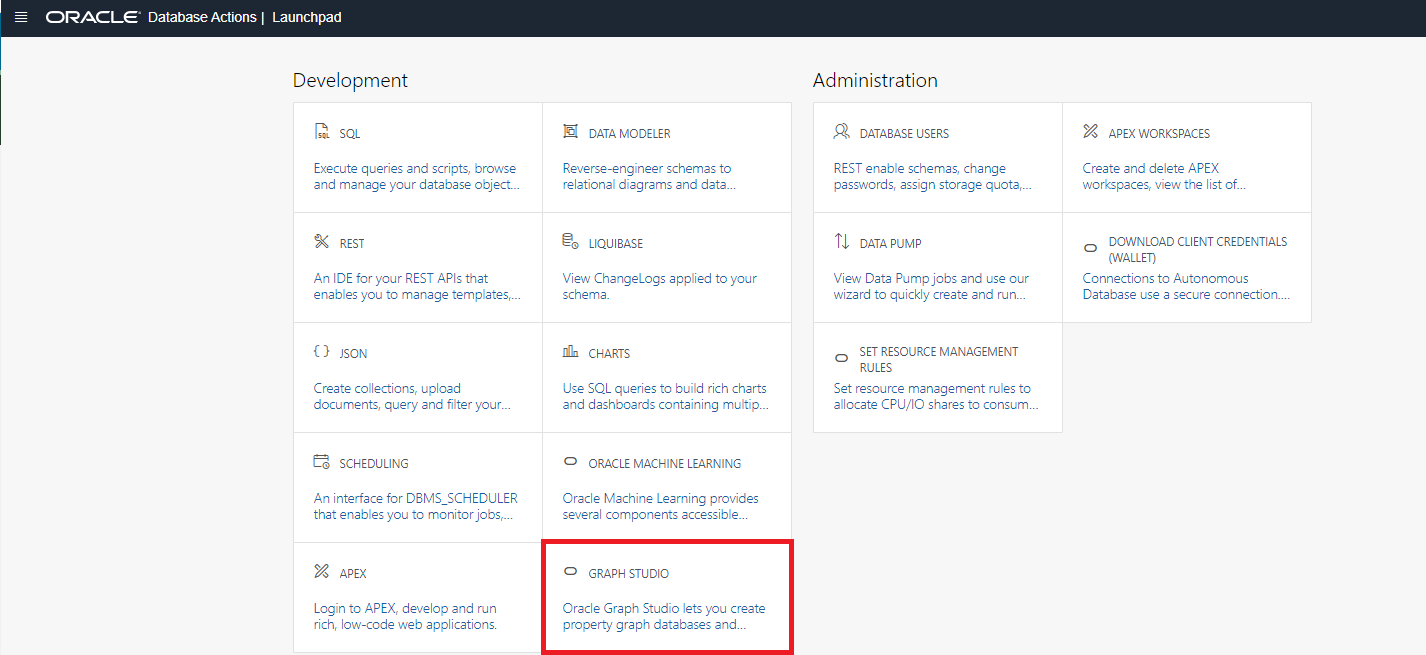 ORACLE Database Actions | Launchpad
Development
SQL
Execute queries and scripts, browse
and manage your database object...
DATA MODELER
Reverse-engineer schemas to
relational diagrams and data...
REST
An IDE for your REST APIs that
enables you to manage templates,...
LIQUIBASE
View ChangeLogs applied to your
schema.
JSON
Create collections, upload
documents, query and filter your...
CHARTS
Use SQL queries to build rich charts
and dashboards containing multip...
SCHEDULING
An interface for DBMS_SCHEDULER
that enables you to monitor jobs,...
ORACLE MACHINE LEARNING
Oracle Machine Learning provides
several components accessible...
APEX
Login to APEX, develop and run
rich, low-code web applications.
GRAPH STUDIO
Oracle Graph Studio lets you create
property graph databases and...
Administration
DATABASE USERS
REST enable schemas, change
passwords, assign storage quota,...
APEX WORKSPACES
Create and delete APEX
workspaces, view the list of...
DATA PUMP
View Data Pump jobs and use our
wizard to quickly create and run...
DOWNLOAD CLIENT CREDENTIALS
(WALLET)
Connections to Autonomous
Database use a secure connection....
SET RESOURCE MANAGEMENT
RULES
Set resource management rules to
allocate CPU/IO shares to consum...